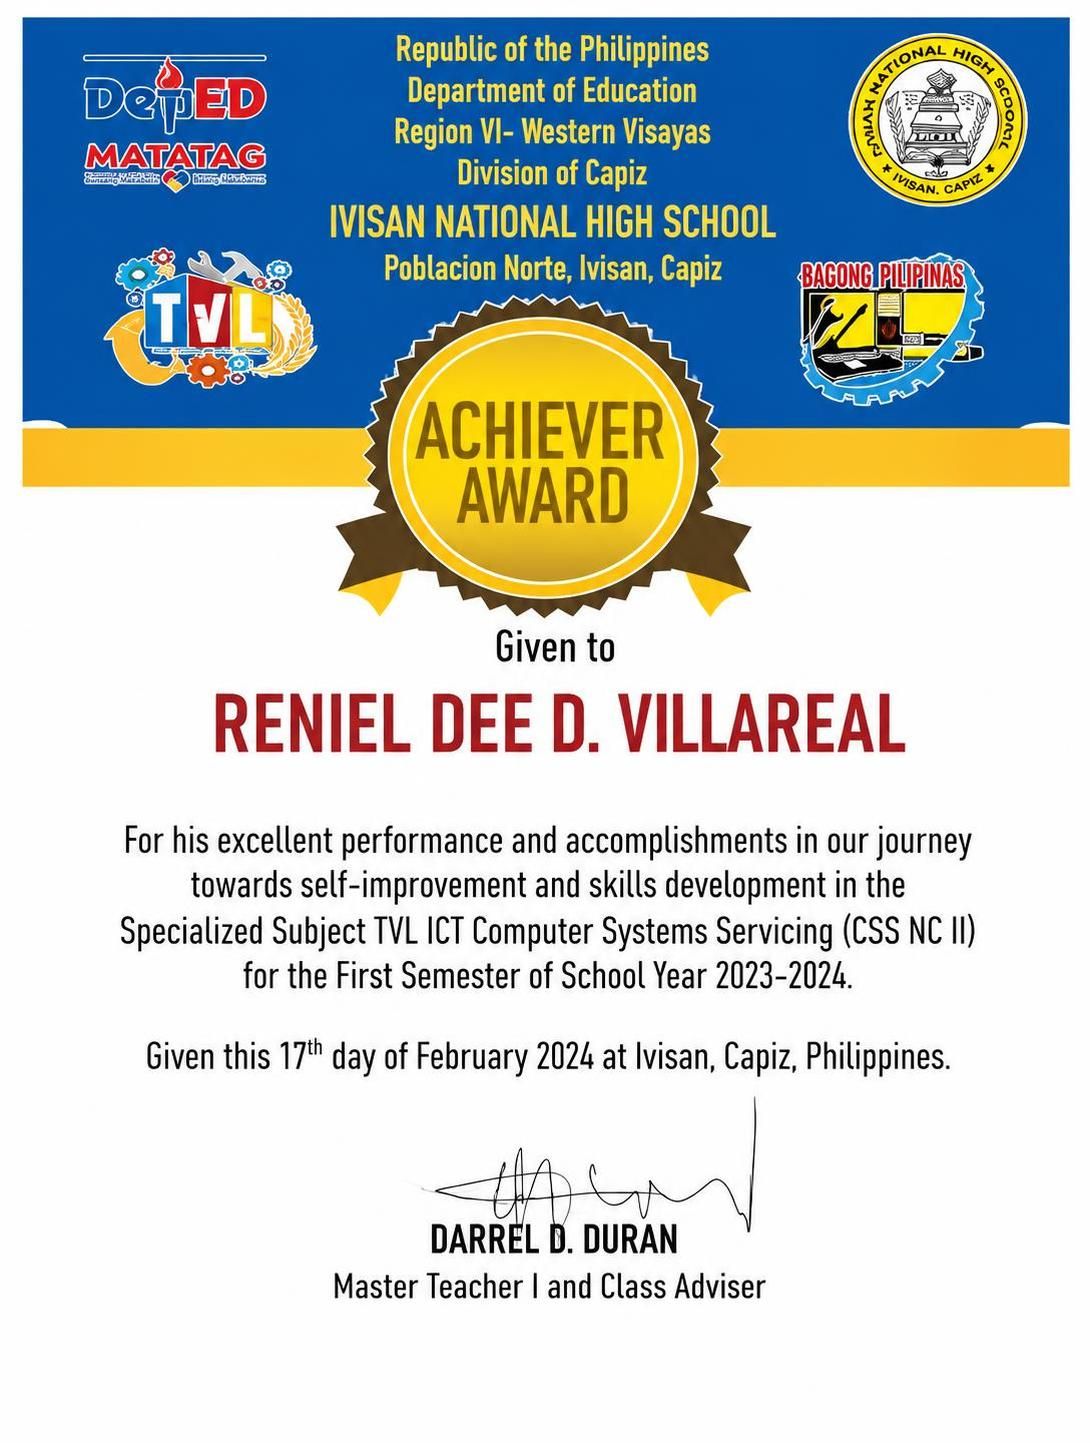 Republic of the Philippines
Department of Education
Region VI- Western Visayas
Division of Capiz
IVISAN NATIONAL HIGH SCHOOL
Poblacion Norte, Ivisan, Capiz
DepED
MATATAG
NATIONAL HIGH
★ IVISAN, CAPIZ ★
TVL
BAGONG PILIPINAS
ACHIEVER
AWARD
Given to
RENIEL DEE D. VILLAREAL
For his excellent performance and accomplishments in our journey
towards self-improvement and skills development in the
Specialized Subject TVL ICT Computer Systems Servicing (CSS NC II)
for the First Semester of School Year 2023-2024.
Given this 17th day of February 2024 at Ivisan, Capiz, Philippines.
DARREL D. DURAN
Master Teacher I and Class Adviser